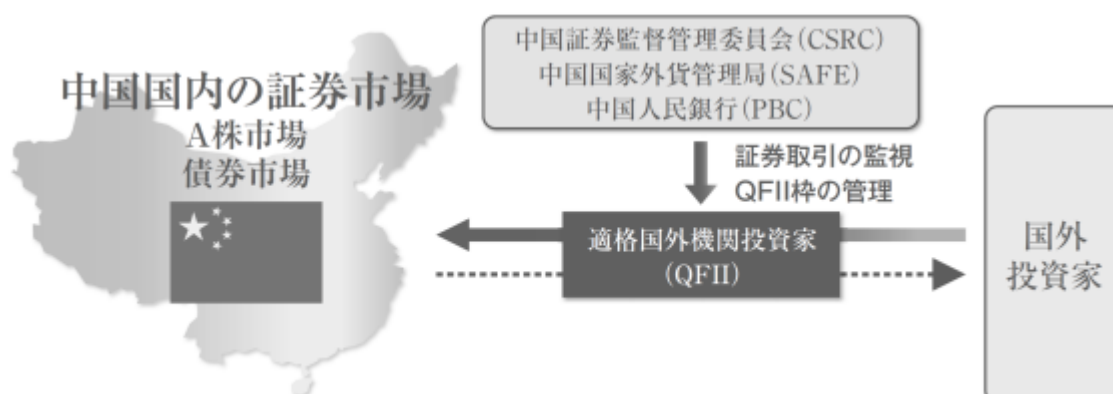 中国国内の証券市場
A株市場
債券市場
中国証券監督管理委員会(CSRC)
中国国家外貨管理局(SAFE)
中国人民銀行(PBC)
証券取引の監視
QFII枠の管理
適格国外機関投資家
(QFII)
国外
投資家